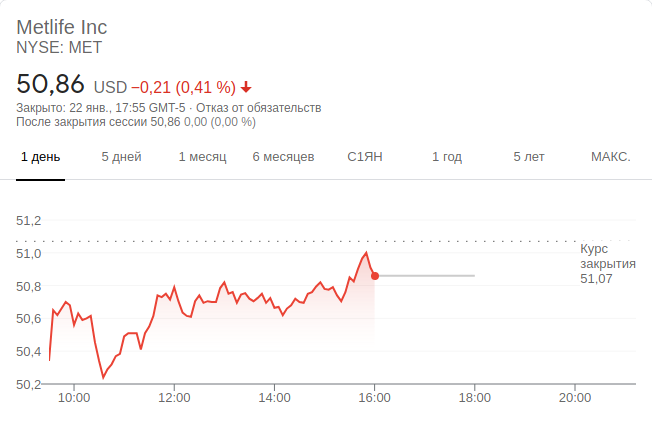 Metlife Inc
NYSE: MET
50,86 USD −0,21 (0,41 %)
Закрыто: 22 янв., 17:55 GMT-5 · Отказ от обязательств
После закрытия сессии 50,86 0,00 (0,00 %)
1 день 5 дней 1 месяц 6 месяцев С1ЯН 1 год 5 лет МАКС.
51,2
51,0
50,8
50,6
50,4
50,2
Курс
закрытия
51,07
10:00 12:00 14:00 16:00 18:00 20:00